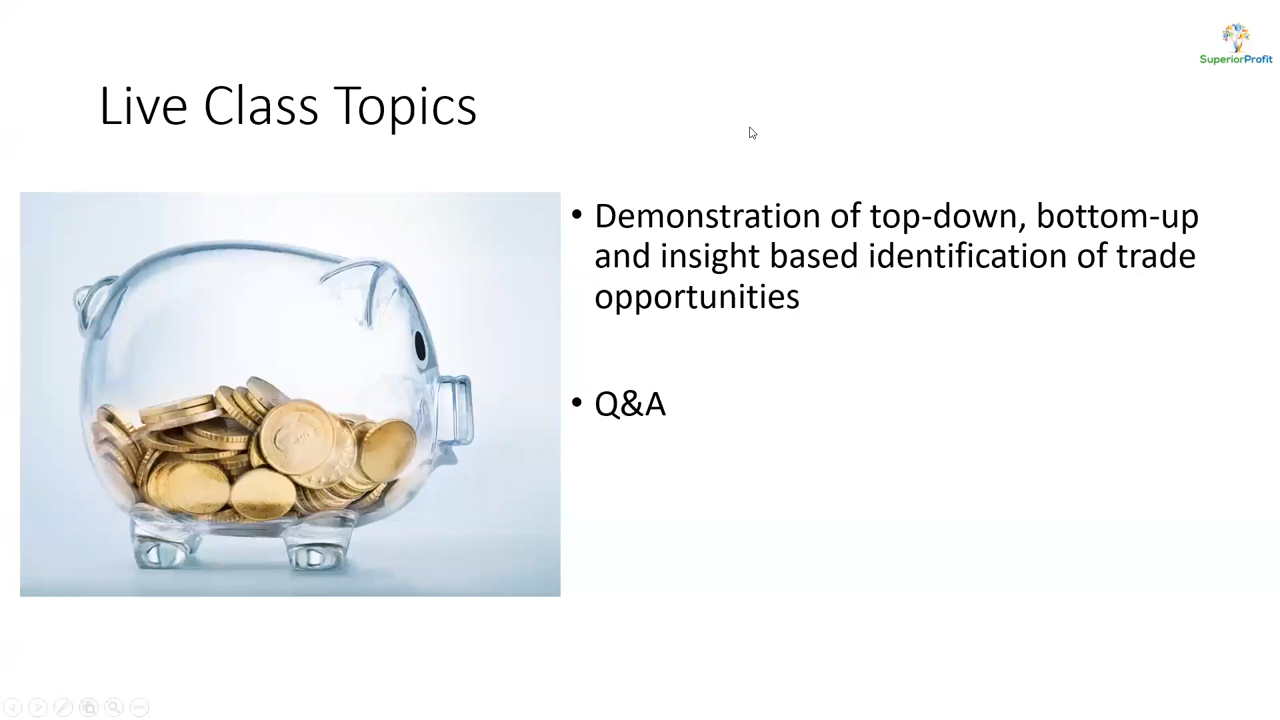 SuperiorProfit
Live Class Topics
• Demonstration of top-down, bottom-up
and insight based identification of trade
opportunities
• Q&A